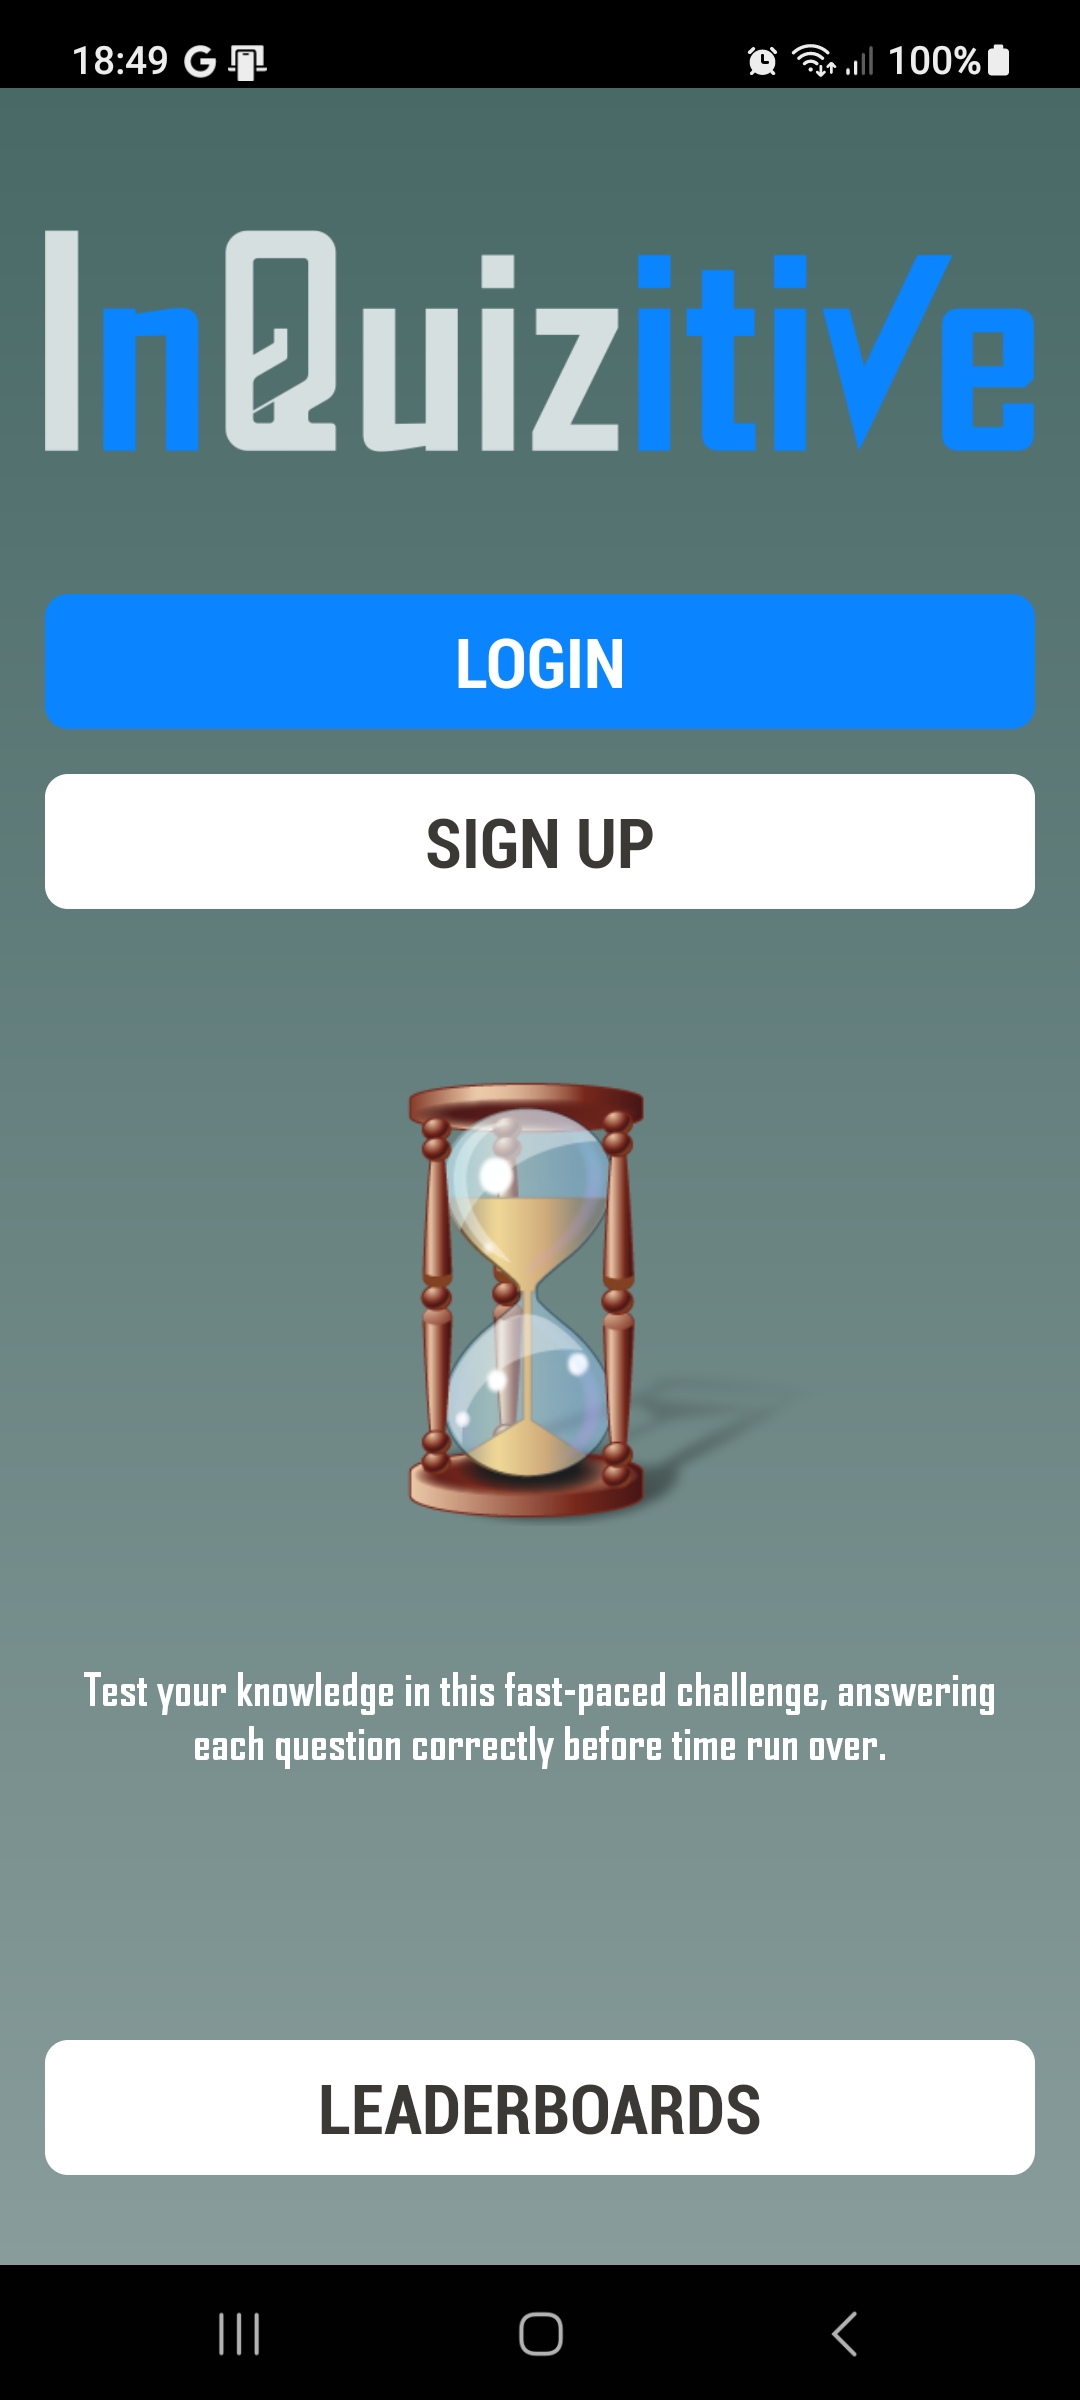 18:49 100%
InQuizitive
LOGIN
SIGN UP
Test your knowledge in this fast-paced challenge, answering
each question correctly before time run over.
LEADERBOARDS